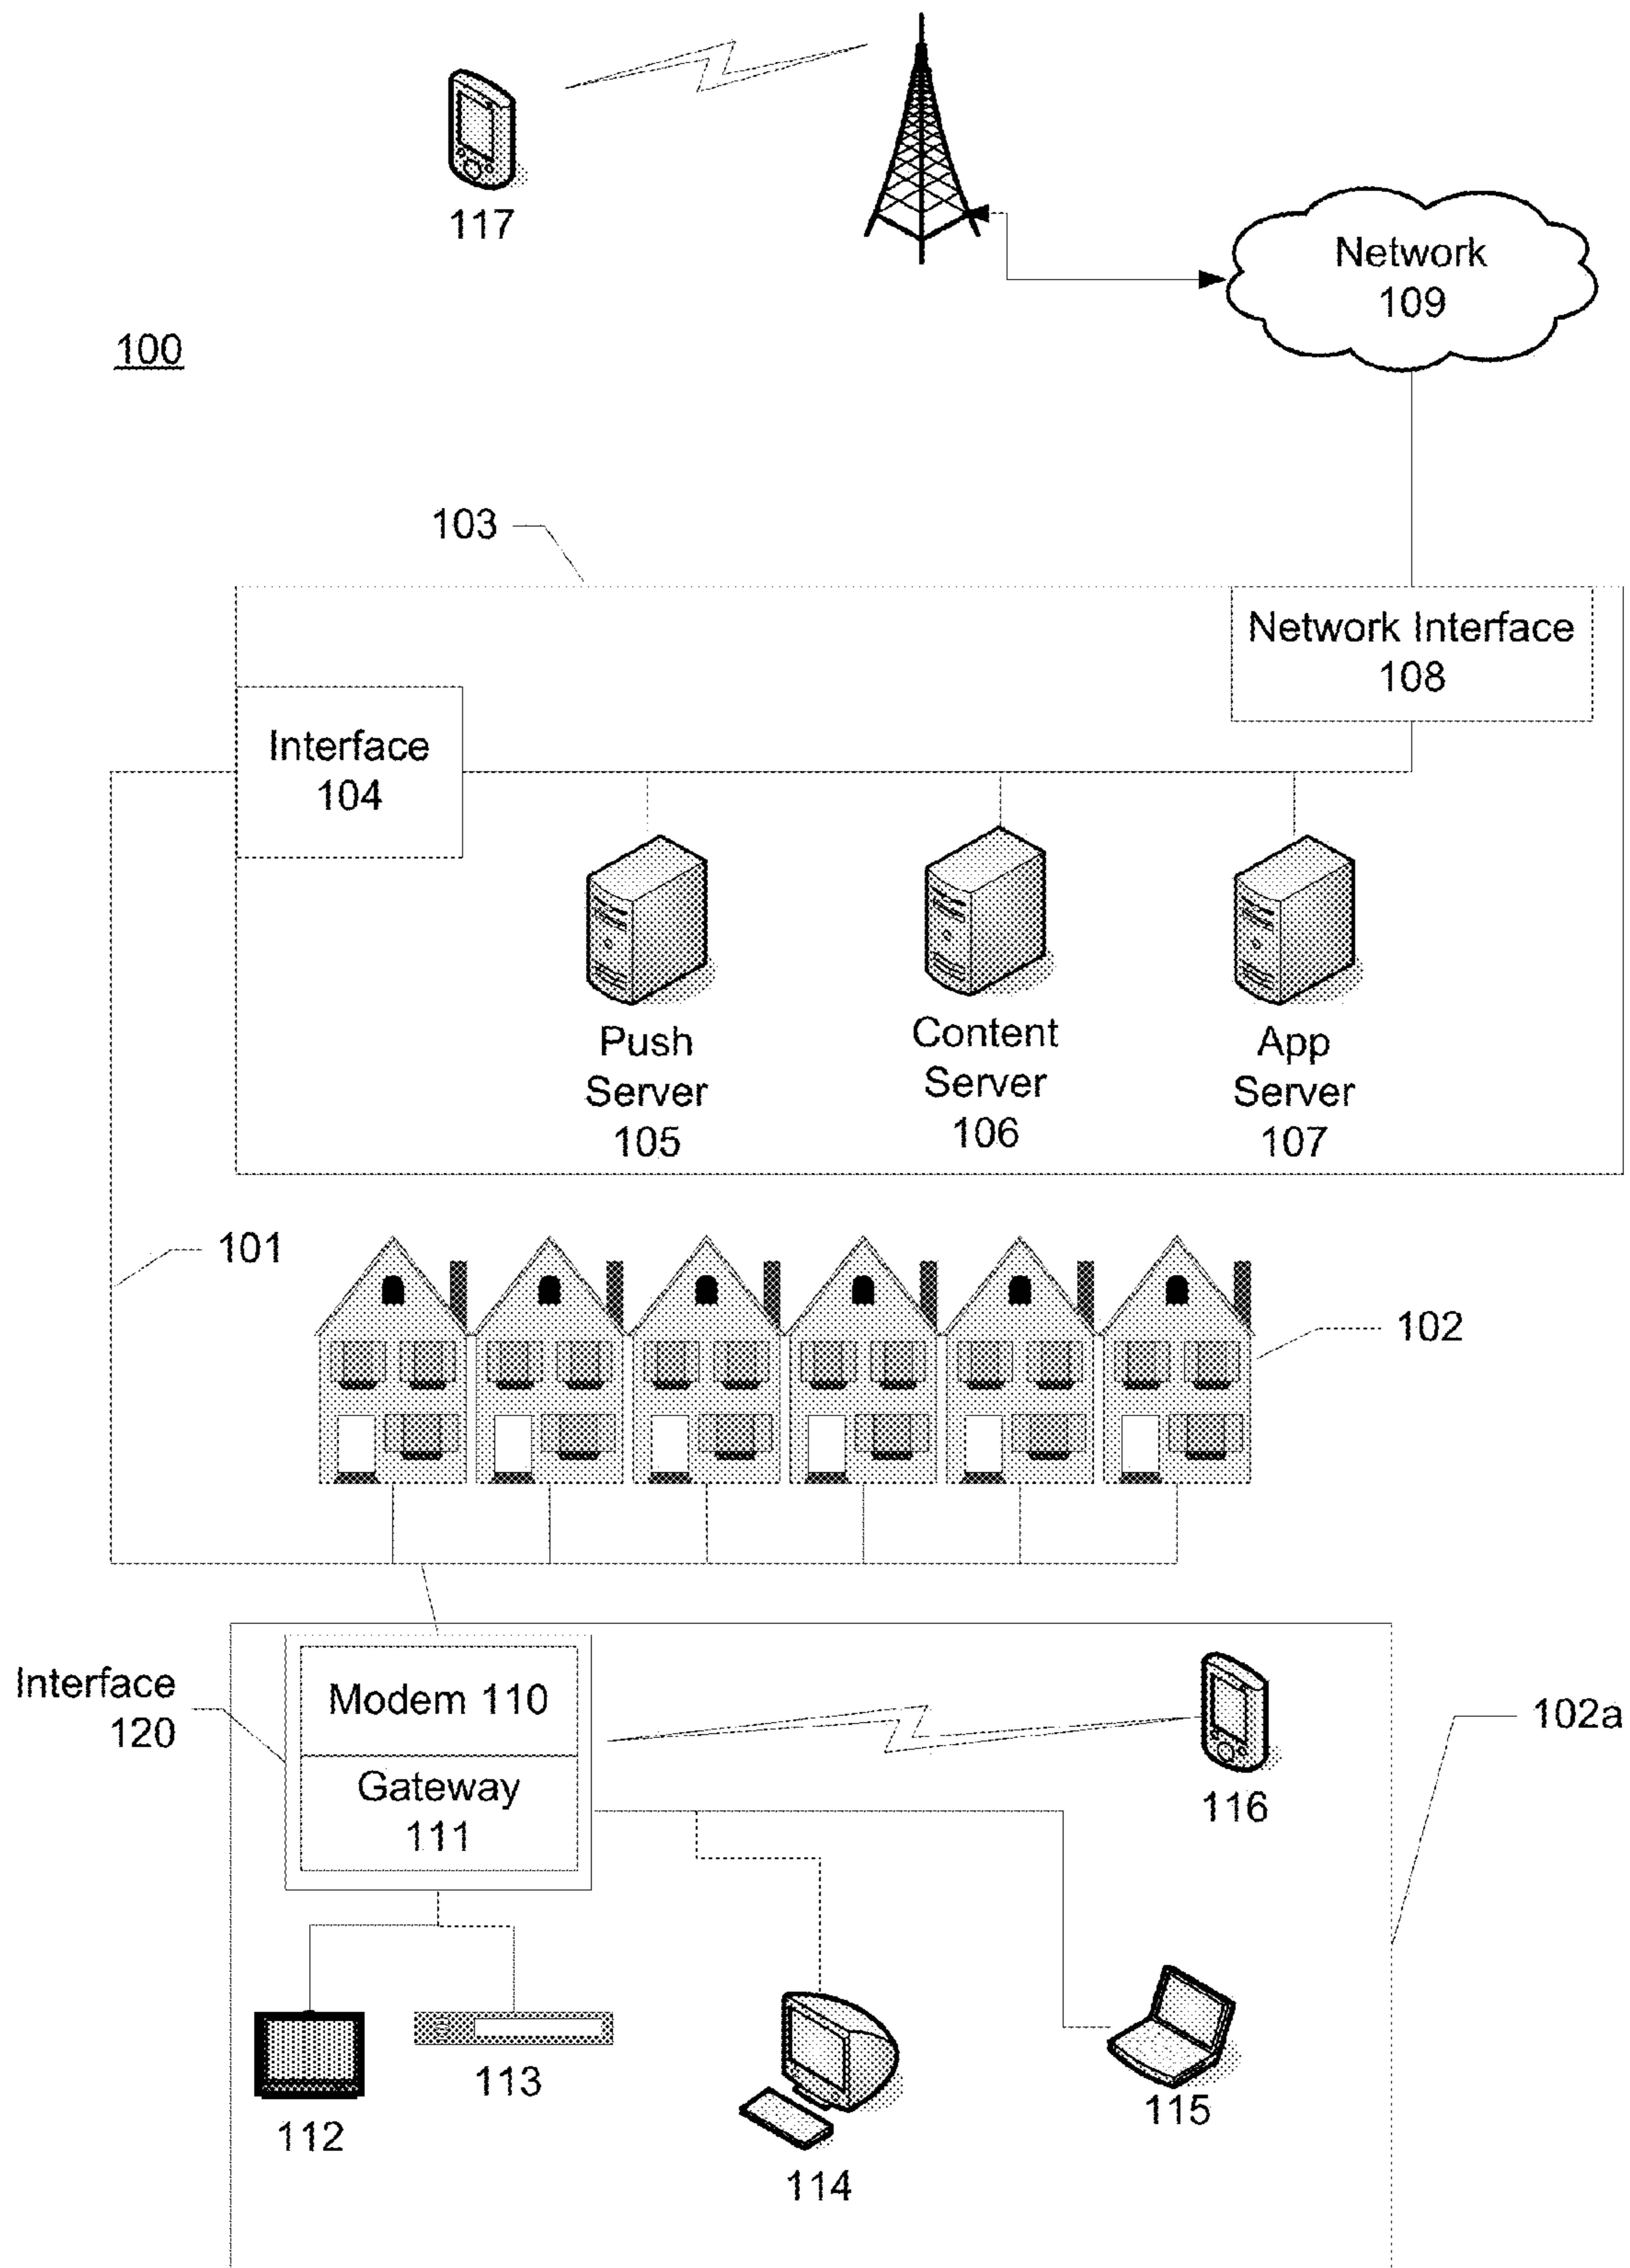 117
Network
109
100
103
Network Interface
108
Interface
104
Push
Server
105
Content
Server
106
App
Server
107
101
102
Interface
120
Modem 110
Gateway
111
116
102a
112
113
114
115